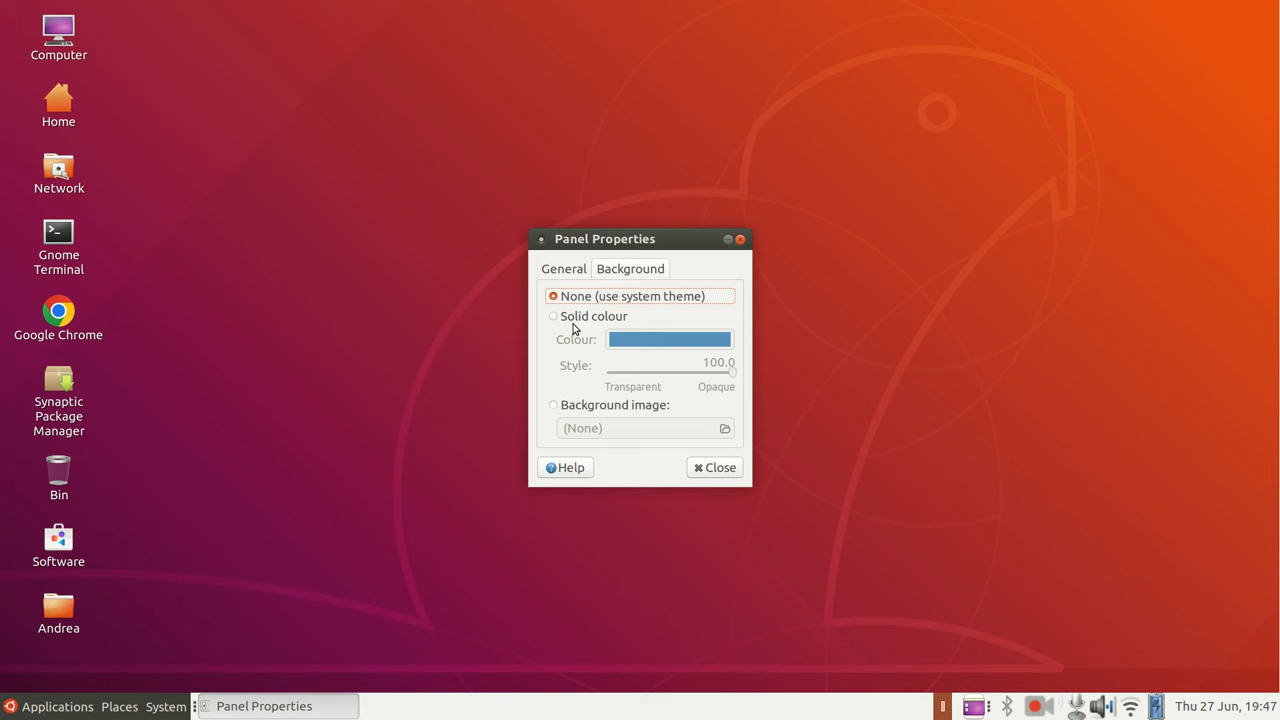 Computer
Home
Network
Gnome
Terminal
Google Chrome
Synaptic
Package
Manager
Bin
Software
Andrea
Panel Properties
General Background
None (use system theme)
Solid colour
Colour:
Style: 100.0
Transparent Opaque
Background image:
(None)
Help Close
Applications Places System Panel Properties Thu 27 Jun, 19:47